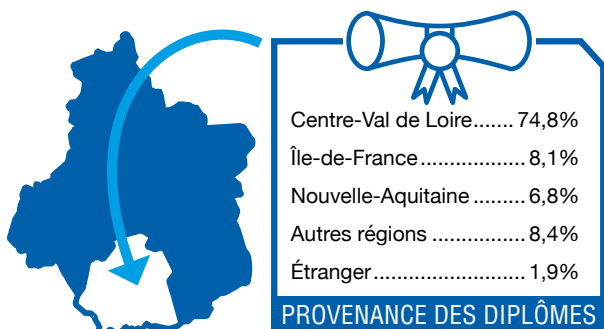 Centre-Val de Loire....... 74,8%
Île-de-France................. 8,1%
Nouvelle-Aquitaine ......... 6,8%
Autres régions ............... 8,4%
Étranger......................... 1,9%
PROVENANCE DES DIPLÔMES